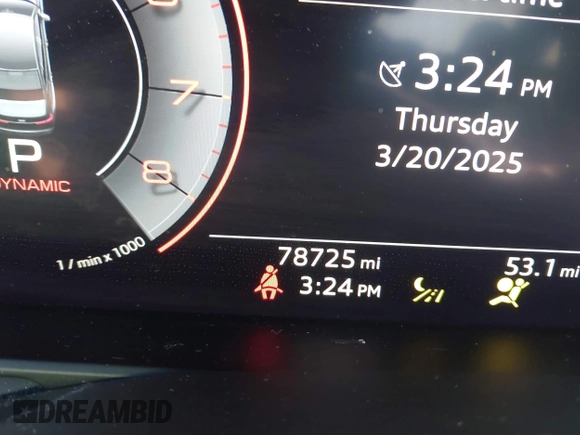 7
3:24 PM
Thursday
3/20/2025
P
8
DYNAMIC
1 / min x 1000
78725 mi
53.1 mi
3:24 PM
DREAMBID